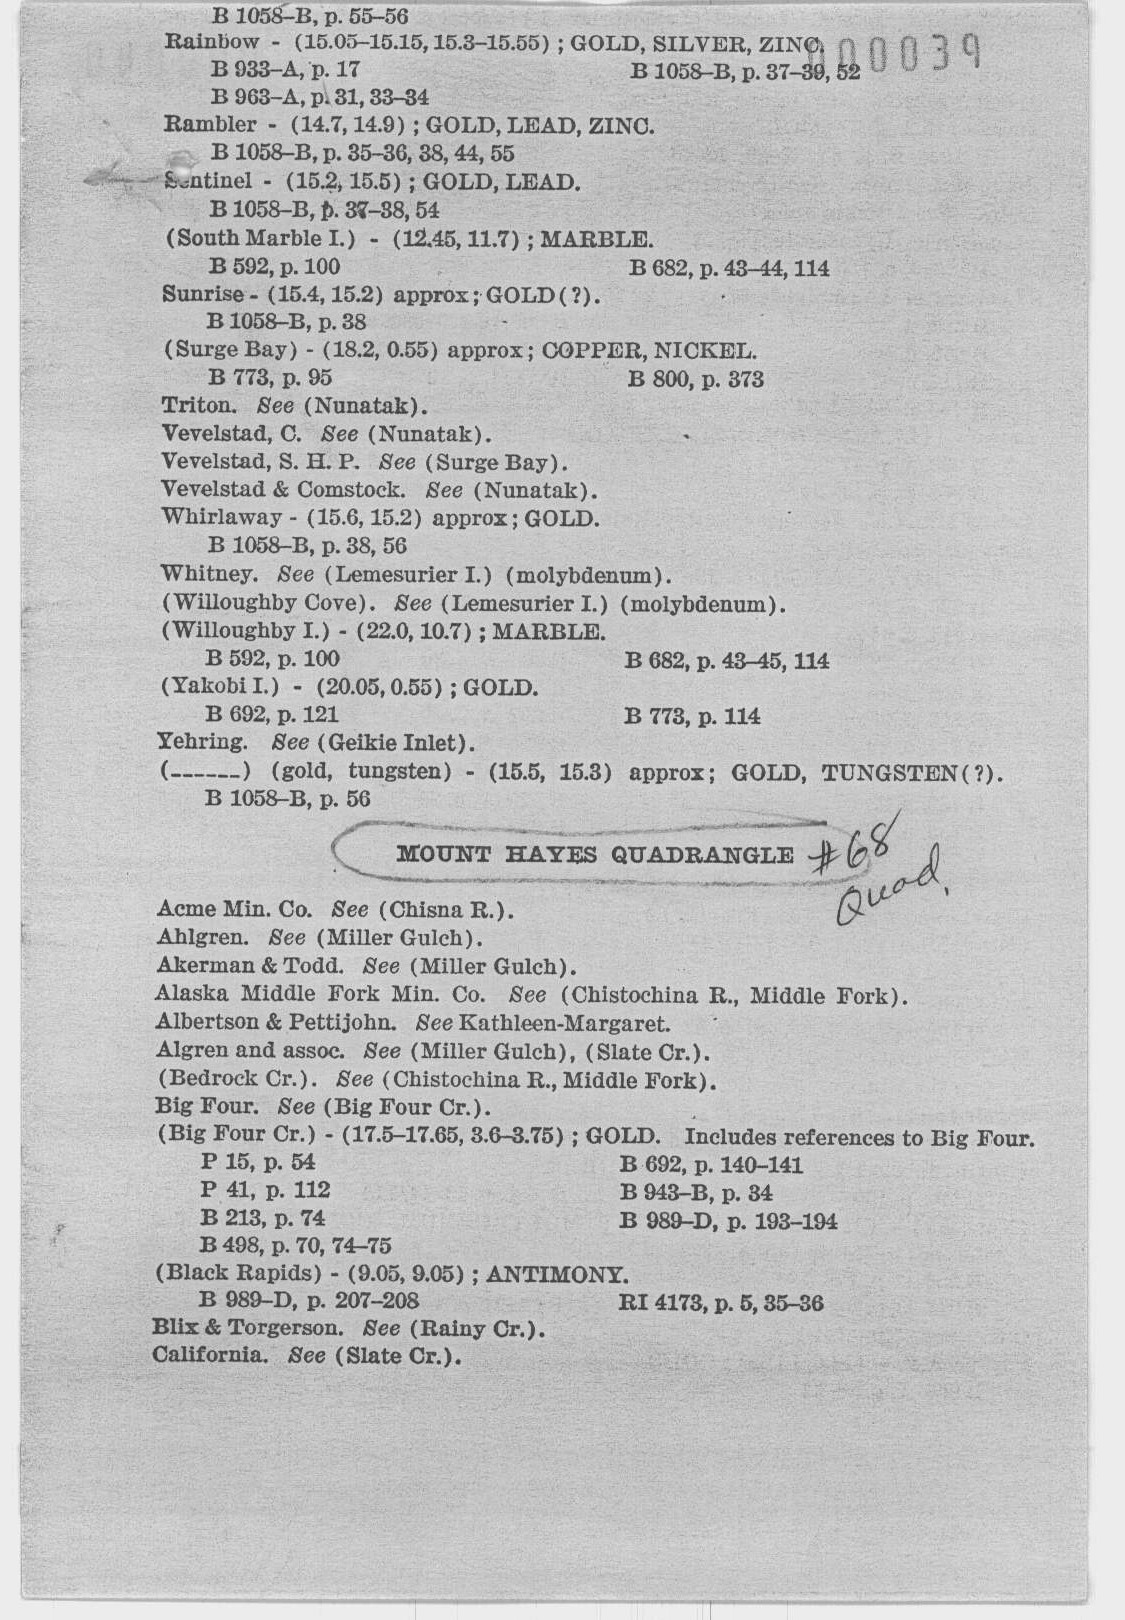 B 1058–B, p. 55–56
Rainbow - (15.05–15.15, 15.3–15.55) ; GOLD, SILVER, ZINC.
000039
B 933–A, p. 17 B 1058–B, p. 37–39, 52
B 963–A, p. 31, 33–34
Rambler - (14.7, 14.9) ; GOLD, LEAD, ZINC.
B 1058–B, p. 35–36, 38, 44, 55
Sentinel - (15.2, 15.5) ; GOLD, LEAD.
B 1058–B, p. 37–38, 54
(South Marble I.) - (12.45, 11.7) ; MARBLE.
B 592, p. 100 B 682, p. 43–44, 114
Sunrise - (15.4, 15.2) approx; GOLD(?).
B 1058–B, p. 38
(Surge Bay) - (18.2, 0.55) approx; COPPER, NICKEL.
B 773, p. 95 B 800, p. 373
Triton. See (Nunatak).
Vevelstad, C. See (Nunatak).
Vevelstad, S. H. P. See (Surge Bay).
Vevelstad & Comstock. See (Nunatak).
Whirlaway - (15.6, 15.2) approx; GOLD.
B 1058–B, p. 38, 56
Whitney. See (Lemesurier I.) (molybdenum).
(Willoughby Cove). See (Lemesurier I.) (molybdenum).
(Willoughby I.) - (22.0, 10.7) ; MARBLE.
B 592, p. 100 B 682, p. 43–45, 114
(Yakobi I.) - (20.05, 0.55) ; GOLD.
B 692, p. 121 B 773, p. 114
Yehring. See (Geikie Inlet).
(______) (gold, tungsten) - (15.5, 15.3) approx; GOLD, TUNGSTEN(?).
B 1058–B, p. 56
MOUNT HAYES QUADRANGLE #68
Quad.
Acme Min. Co. See (Chisna R.).
Ahlgren. See (Miller Gulch).
Akerman & Todd. See (Miller Gulch).
Alaska Middle Fork Min. Co. See (Chistochina R., Middle Fork).
Albertson & Pettijohn. See Kathleen-Margaret.
Algren and assoc. See (Miller Gulch), (Slate Cr.).
(Bedrock Cr.). See (Chistochina R., Middle Fork).
Big Four. See (Big Four Cr.).
(Big Four Cr.) - (17.5–17.65, 3.6–3.75) ; GOLD. Includes references to Big Four.
P 15, p. 54 B 692, p. 140–141
P 41, p. 112 B 943–B, p. 34
B 213, p. 74 B 989–D, p. 193–194
B 498, p. 70, 74–75
(Black Rapids) - (9.05, 9.05) ; ANTIMONY.
B 989–D, p. 207–208 RI 4173, p. 5, 35–36
Blix & Torgerson. See (Rainy Cr.).
California. See (Slate Cr.).